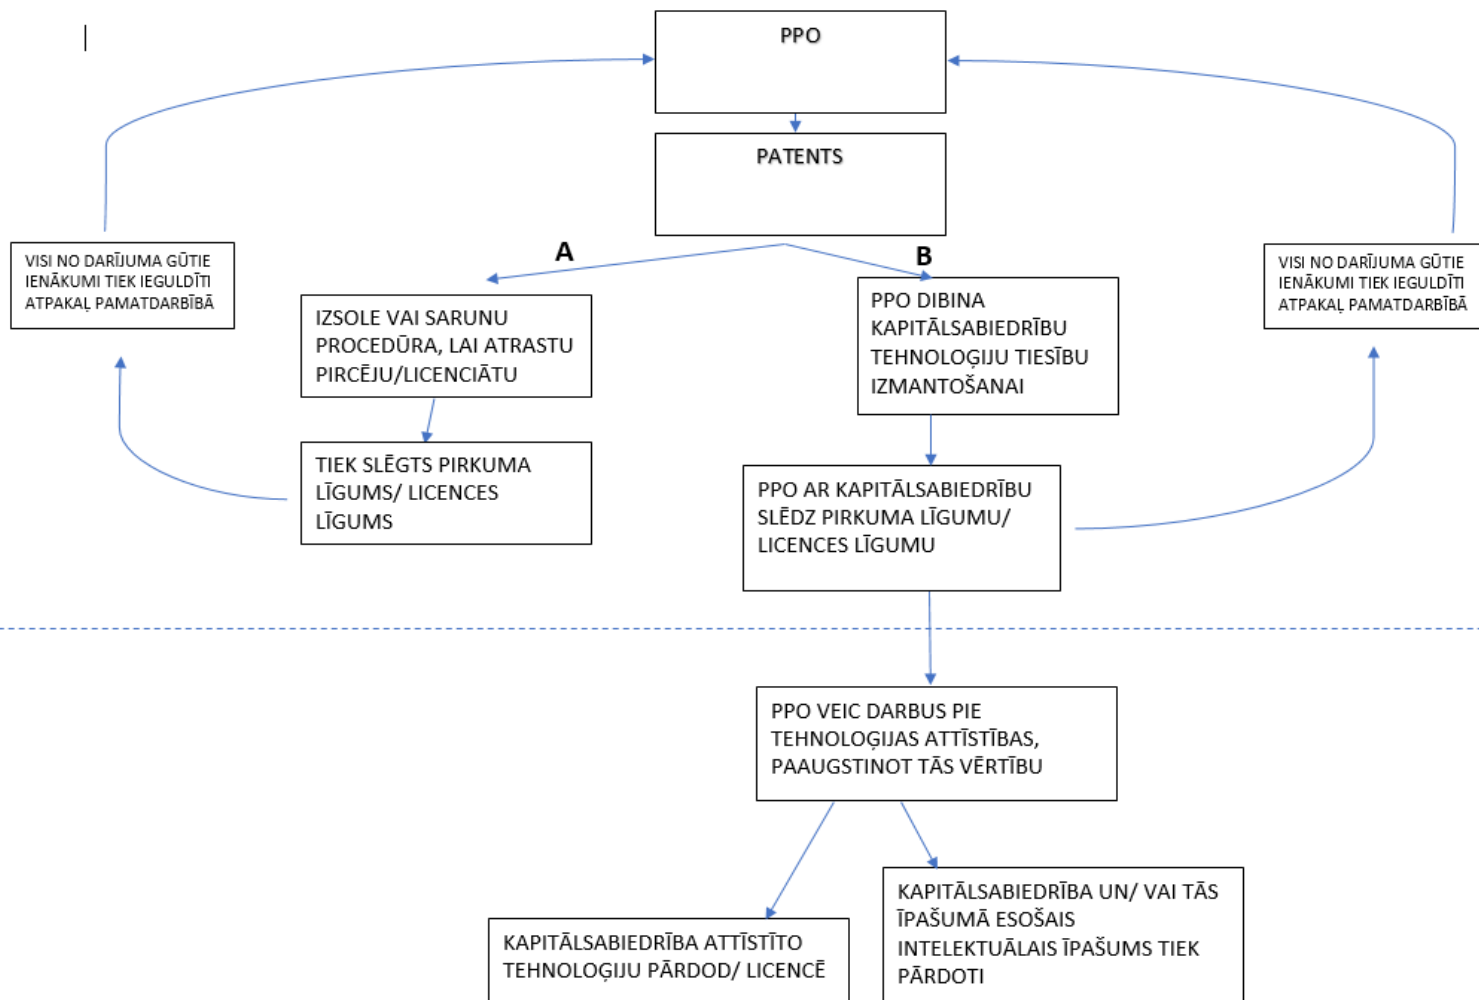 PPO
PATENTS
A
B
VISI NO DARĪJUMA GŪTIE
IENĀKUMI TIEK IEGULDĪTI
ATPAKAĻ PAMATDARBĪBĀ
VISI NO DARĪJUMA GŪTIE
IENĀKUMI TIEK IEGULDĪTI
ATPAKAĻ PAMATDARBĪBĀ
IZSOLE VAI SARUNU
PROCEDŪRA, LAI ATRASTU
PIRCĒJU/LICENCIĀTU
PPO DIBINA
KAPITĀLSABIEDRĪBU
TEHNOLOĢIJU TIESĪBU
IZMANTOŠANAI
TIEK SLĒGTS PIRKUMA
LĪGUMS/ LICENCES
LĪGUMS
PPO AR KAPITĀLSABIEDRĪBU
SLĒDZ PIRKUMA LĪGUMU/
LICENCES LĪGUMU
PPO VEIC DARBUS PIE
TEHNOLOĢIJAS ATTĪSTĪBAS,
PAAUGSTINOT TĀS VĒRTĪBU
KAPITĀLSABIEDRĪBA ATTĪSTĪTO
TEHNOLOĢIJU PĀRDOD/ LICENCĒ
KAPITĀLSABIEDRĪBA UN/ VAI TĀS
ĪPAŠUMĀ ESOŠAIS
INTELEKTUĀLAIS ĪPAŠUMS TIEK
PĀRDOTI